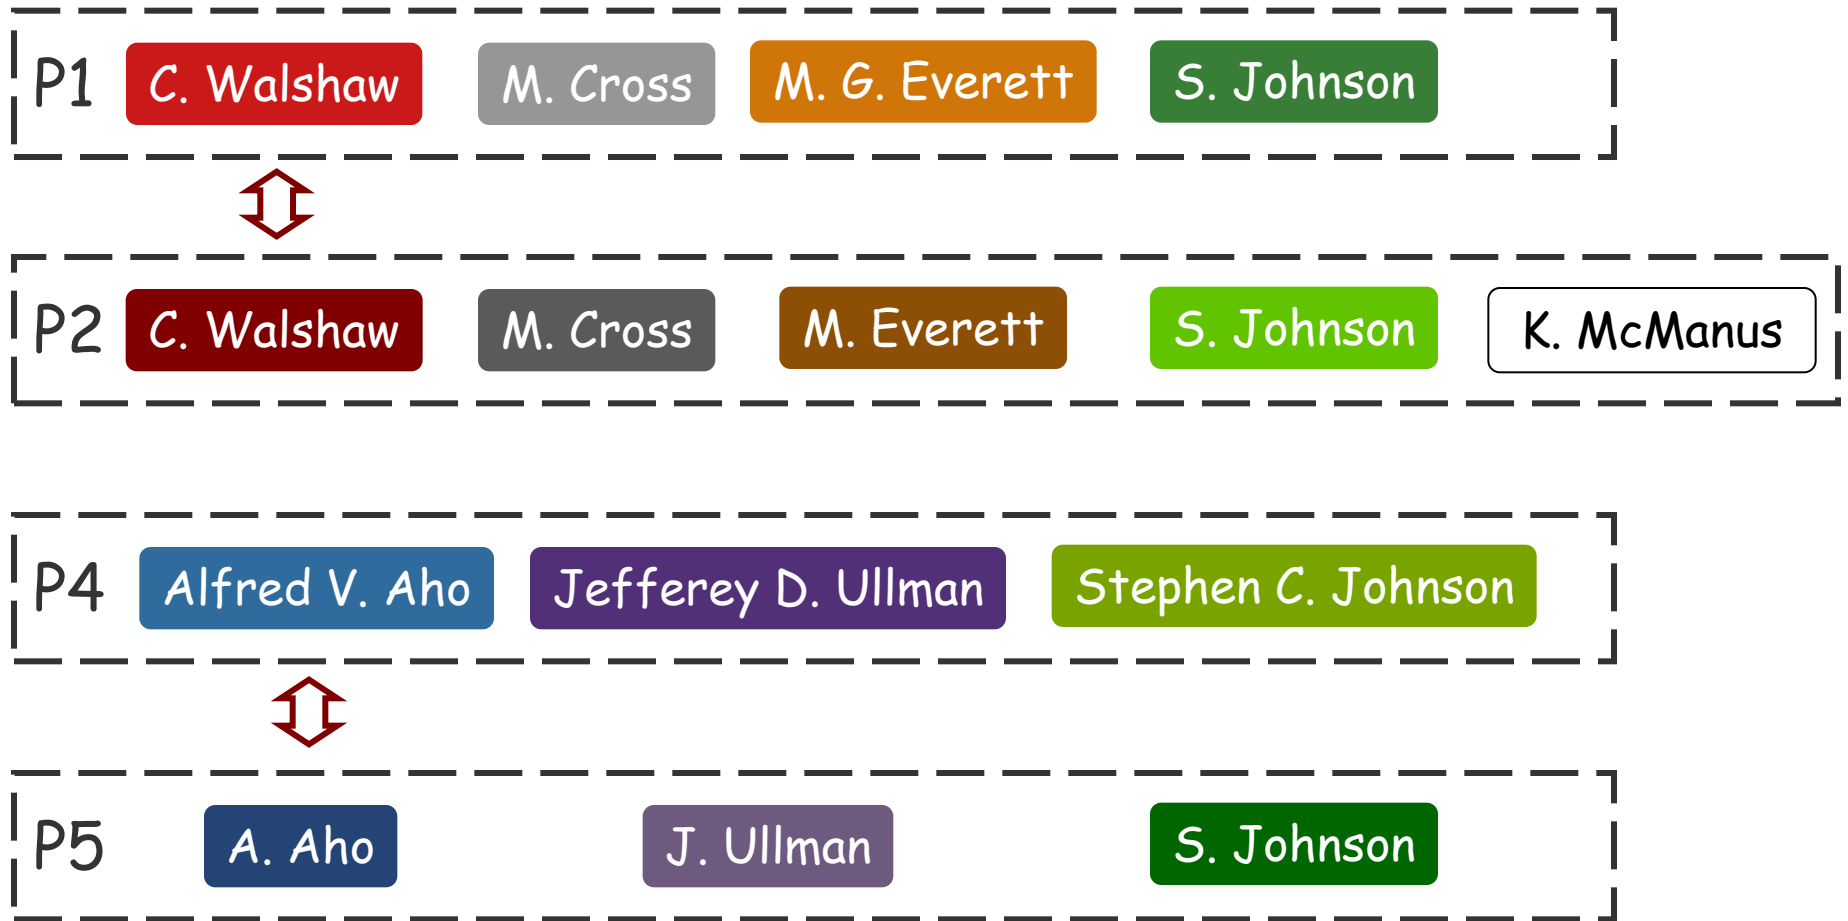 P1 C. Walshaw M. Cross M. G. Everett S. Johnson
P2 C. Walshaw M. Cross M. Everett S. Johnson K. McManus
P4 Alfred V. Aho Jefferey D. Ullman Stephen C. Johnson
P5 A. Aho J. Ullman S. Johnson